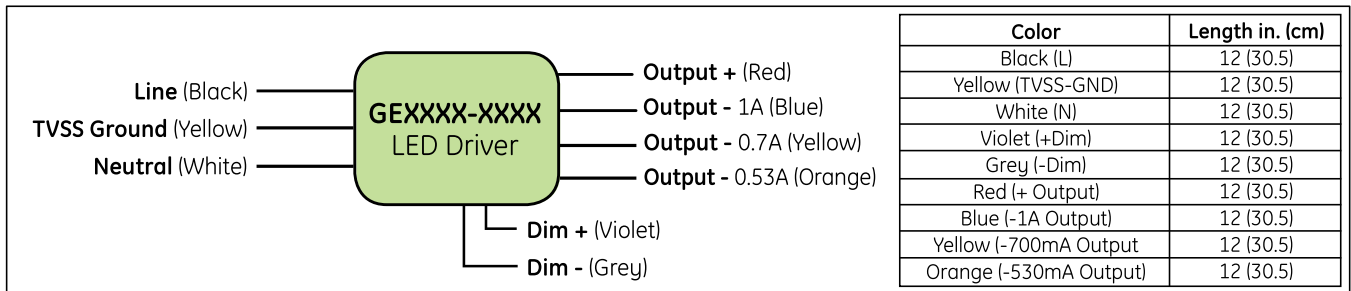 Line (Black)
TVSS Ground (Yellow)
Neutral (White)
GEXXXX-XXXX
LED Driver
Output + (Red)
Output - 1A (Blue)
Output - 0.7A (Yellow)
Output - 0.53A (Orange)
Dim + (Violet)
Dim - (Grey)
Color Length in. (cm)
Black (L) 12 (30.5)
Yellow (TVSS-GND) 12 (30.5)
White (N) 12 (30.5)
Violet (+Dim) 12 (30.5)
Grey (-Dim) 12 (30.5)
Red (+ Output) 12 (30.5)
Blue (-1A Output) 12 (30.5)
Yellow (-700mA Output 12 (30.5)
Orange (-530mA Output) 12 (30.5)